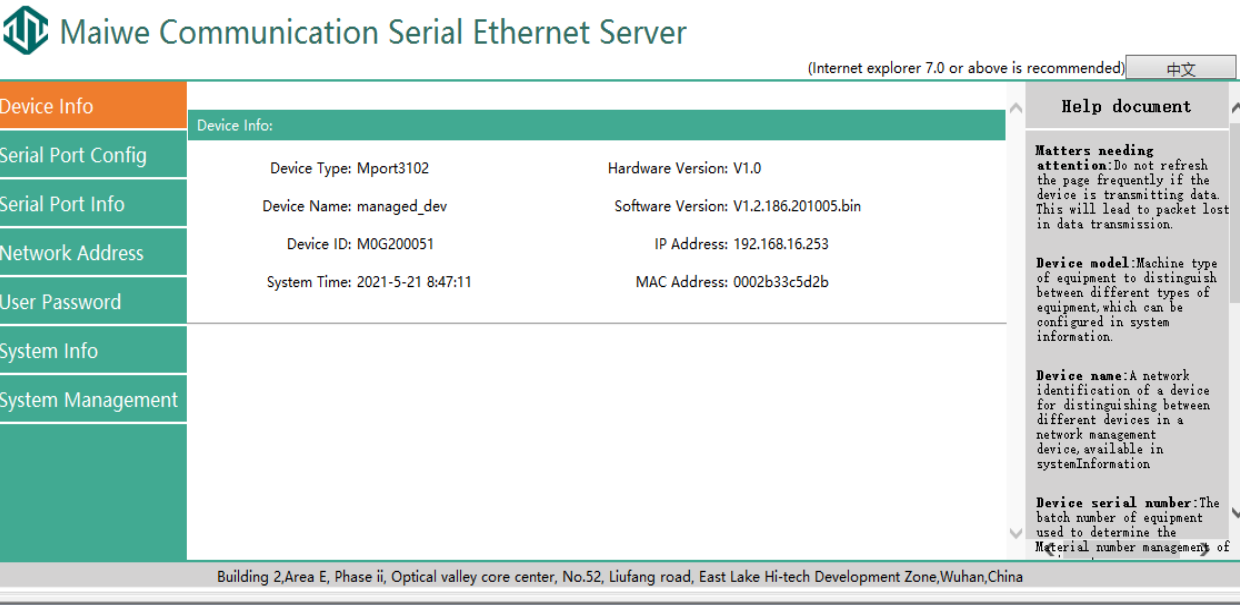 Maiwe Communication Serial Ethernet Server
(Internet explorer 7.0 or above is recommended) 中文
Device Info
Serial Port Config
Serial Port Info
Network Address
User Password
System Info
System Management
Device Info:
Device Type: Mport3102 Hardware Version: V1.0
Device Name: managed_dev Software Version: V1.2.186.201005.bin
Device ID: M0G200051 IP Address: 192.168.16.253
System Time: 2021-5-21 8:47:11 MAC Address: 0002b33c5d2b
Help document
Matters needing
attention:Do not refresh
the page frequently if the
device is transmitting data.
This will lead to packet lost
in data transmission.
Device model:Machine type
of equipment to distinguish
between different types of
equipment,which can be
configured in system
information.
Device name:A network
identification of a device
for distinguishing between
different devices in a
network management
device,available in
systemInformation
Device serial number:The
batch number of equipment
used to determine the
Material number management of
Building 2,Area E, Phase ii, Optical valley core center, No.52, Liufang road, East Lake Hi-tech Development Zone,Wuhan,China